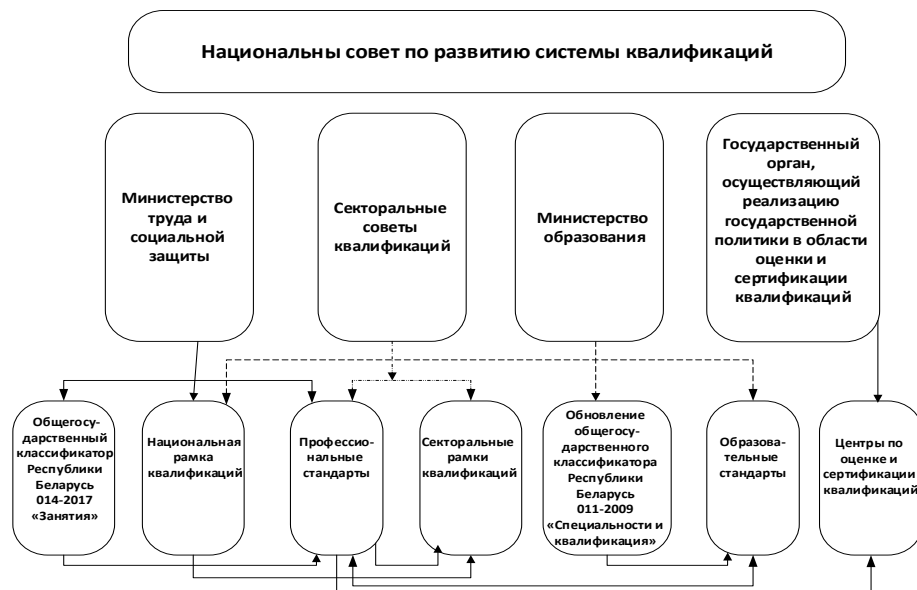 Национальны совет по развитию системы квалификаций
Министерство
труда и
социальной
защиты
Секторальные
советы
квалификаций
Министерство
образования
Государственный
орган,
осуществляющий
реализацию
государственной
политики в области
оценки и
сертификации
квалификаций
Общегосу-
дарственный
классификатор
Республики
Беларусь
014-2017
«Занятия»
Национальная
рамка
квалификаций
Профессио-
нальные
стандарты
Секторальные
рамки
квалификаций
Обновление
общегосу-
дарственного
классификатора
Республики
Беларусь
011-2009
«Специальности и
квалификация»
Образова-
тельные
стандарты
Центры по
оценке и
сертификации
квалификаций